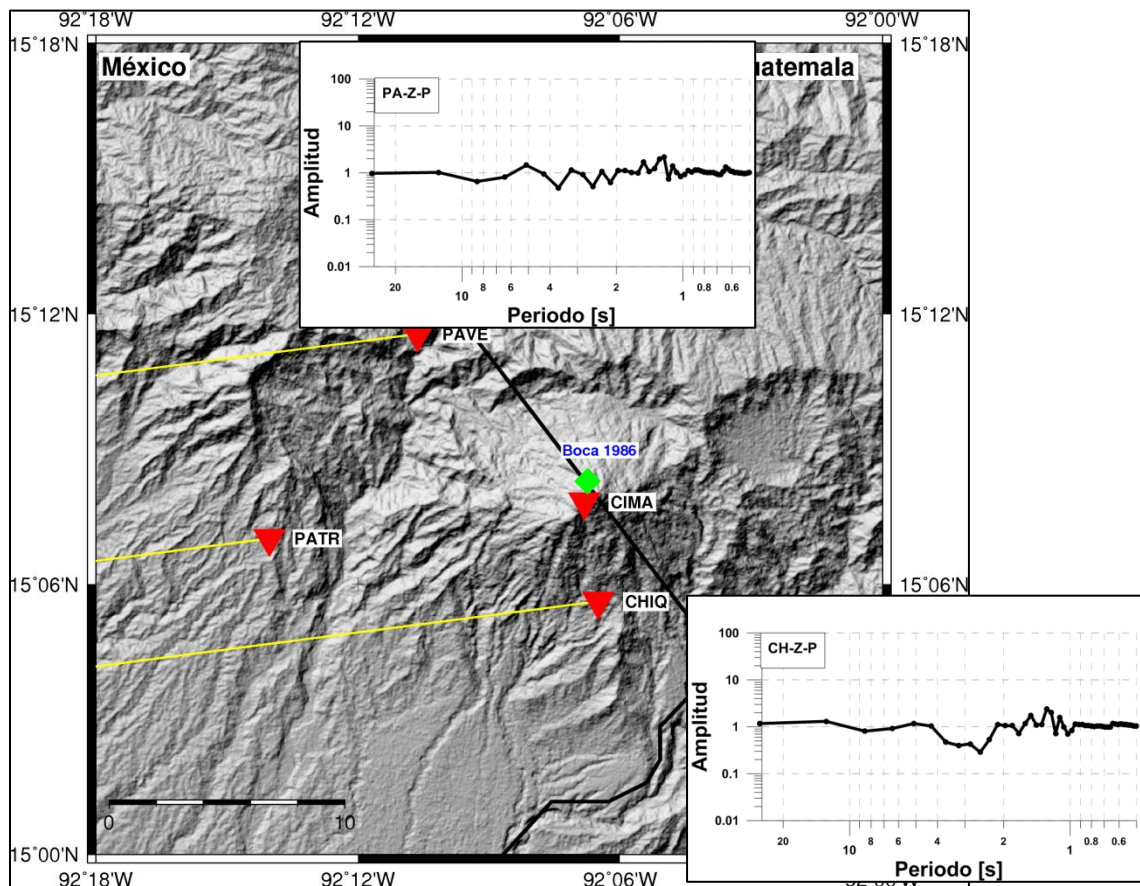 92°18'W 92°12'W 92°06'W 92°00'W
15°18'N 15°18'N
México uatemala
100
PA-Z-P
10
1
0.1
0.01
Amplitud
20 10 8 6 4 2 1 0.8 0.6
Periodo [s]
15°12'N 15°12'N
PAVE
Boca 1986
CIMA
PATR
15°06'N 15°06'N
CHIQ
100
CH-Z-P
10
1
0.1
0.01
Amplitud
20 10 8 6 4 2 1 0.8 0.6
Periodo [s]
0 10
15°00'N
92°18'W 92°12'W 92°06'W